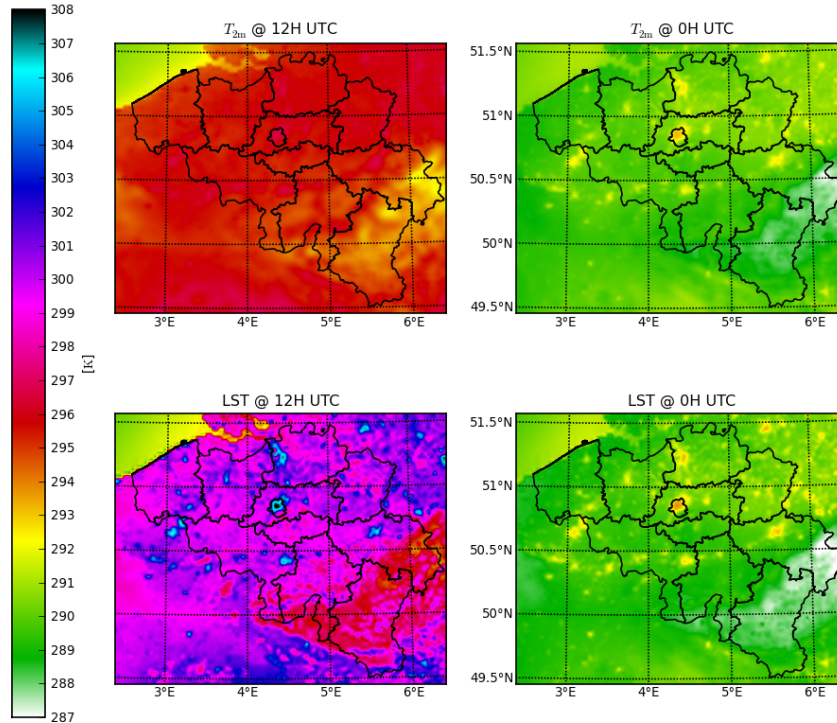 308
307
306
305
304
303
302
301
300
299
298
297
296
295
294
293
292
291
290
289
288
287
[K]
T2m @ 12H UTC
3°E 4°E 5°E 6°E
T2m @ 0H UTC
51.5°N
51°N
50.5°N
50°N
49.5°N
3°E 4°E 5°E 6°E
LST @ 12H UTC
3°E 4°E 5°E 6°E
LST @ 0H UTC
51.5°N
51°N
50.5°N
50°N
49.5°N
3°E 4°E 5°E 6°E